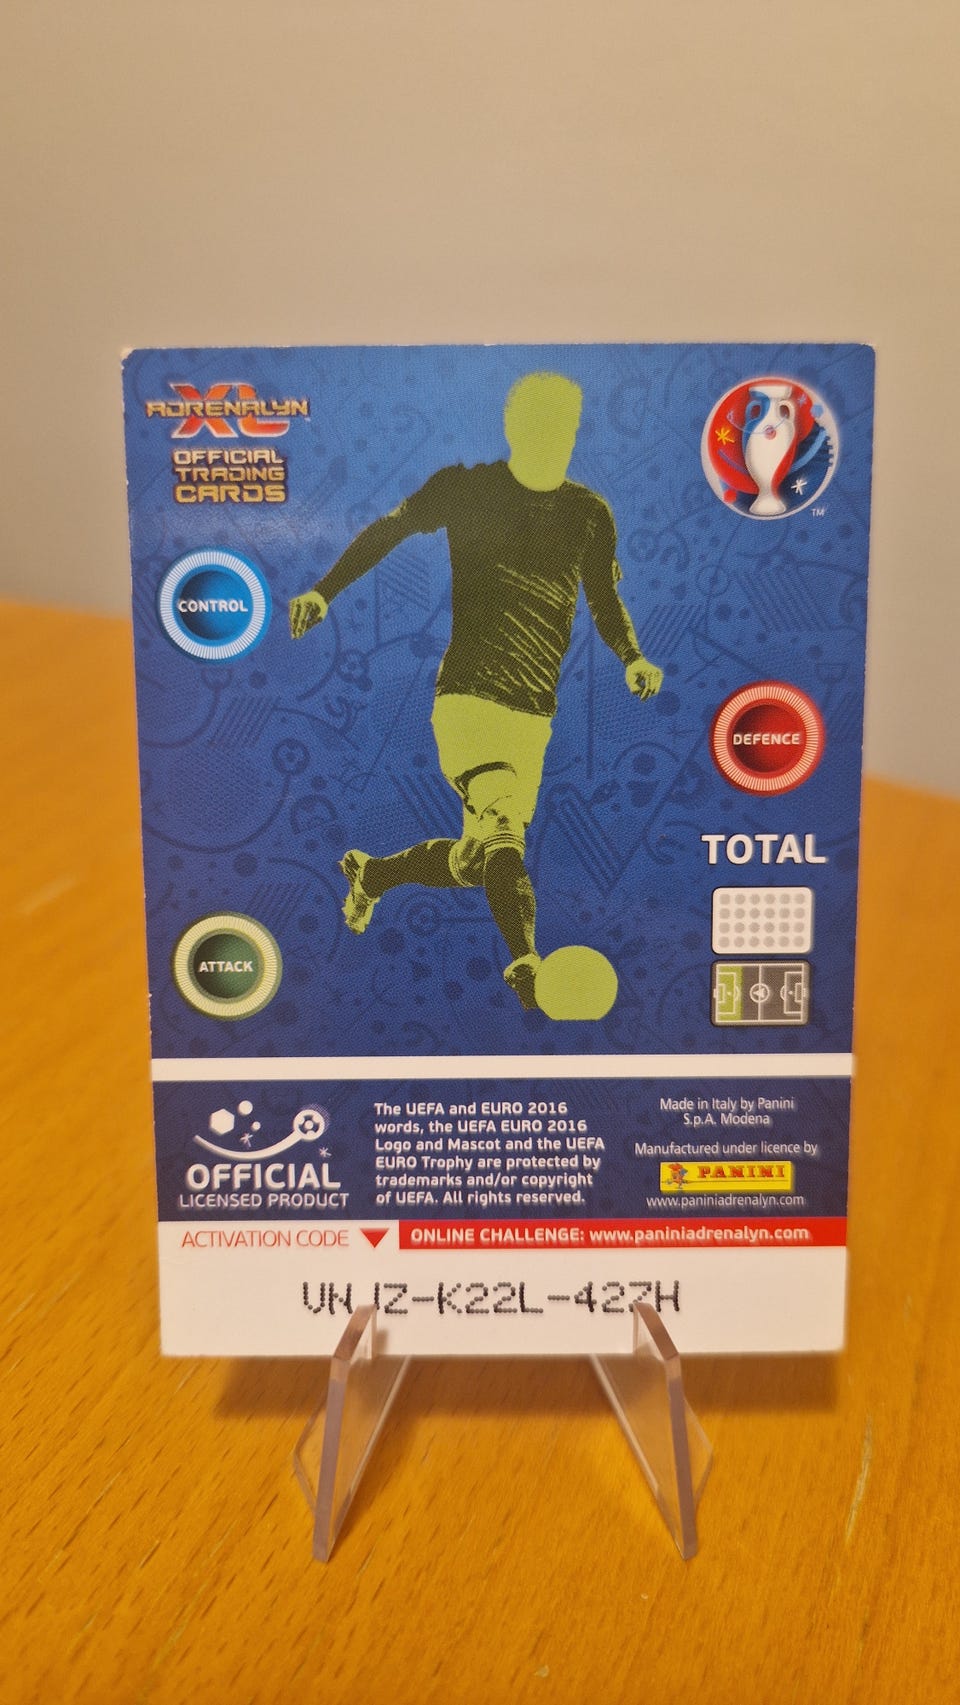 ADRENALYN
XL
OFFICIAL
TRADING
CARDS
TM
CONTROL
DEFENCE
TOTAL
ATTACK
OFFICIAL
LICENSED PRODUCT
The UEFA and EURO 2016
words, the UEFA EURO 2016
Logo and Mascot and the UEFA
EURO Trophy are protected by
trademarks and/or copyright
of UEFA. All rights reserved.
Made in Italy by Panini
S.p.A. Modena
Manufactured under licence by
PANINI
www.paniniadrenalyn.com
ACTIVATION CODE
ONLINE CHALLENGE: www.paniniadrenalyn.com